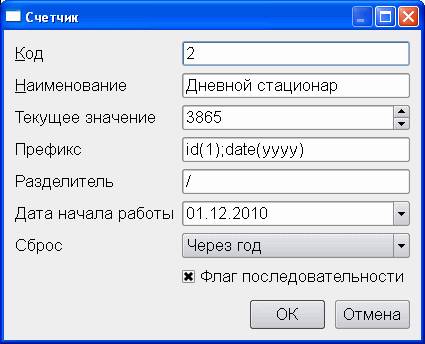 Счетчик
Код 2
Наименование Дневной стационар
Текущее значение 3865
Префикс id(1);date(yyyy)
Разделитель /
Дата начала работы 01.12.2010
Сброс Через год
Флаг последовательности
ОК Отмена